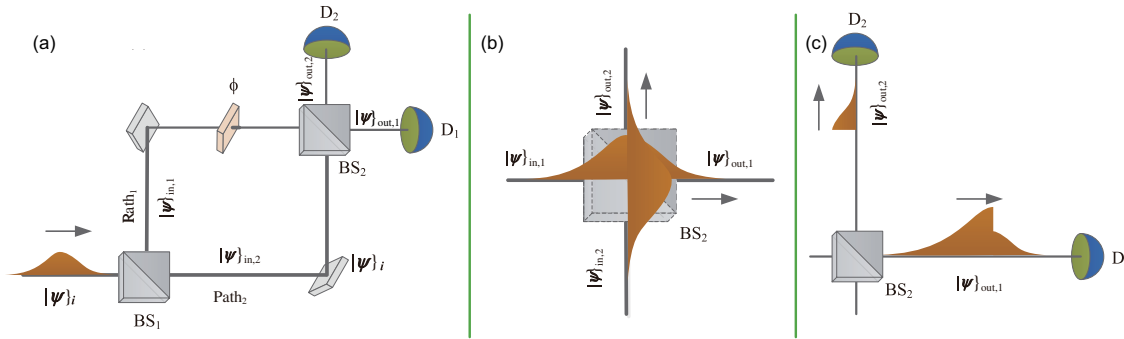 (a)
D₂
|ψ}out,2
ϕ
D₁
|ψ}out,1
BS₂
Rath₁
|ψ}in,1
|ψ}in,2
|ψ}i
|ψ}i
Path₂
BS₁
(b)
|ψ}out,2
|ψ}in,1
|ψ}out,1
BS₂
|ψ}in,2
(c)
D₂
|ψ}out,2
D
BS₂
|ψ}out,1